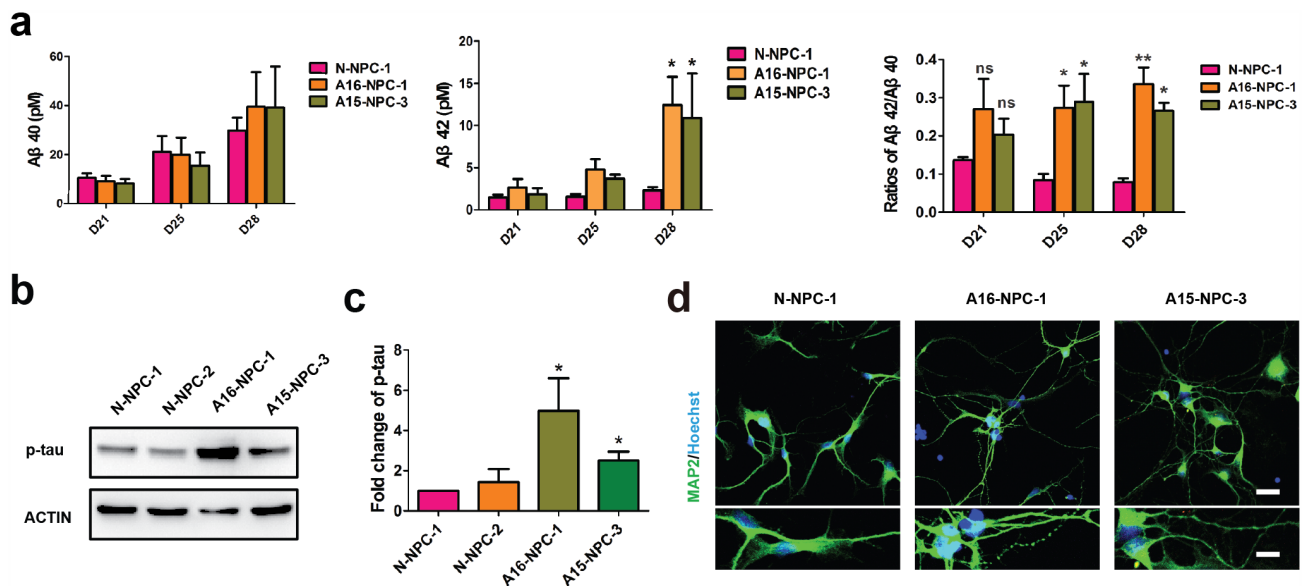 a
60
40
20
0
Aβ 40 (pM)
D21
D25
D28
N-NPC-1
A16-NPC-1
A15-NPC-3
20
15
10
5
0
Aβ 42 (pM)
* *
D21
D25
D28
N-NPC-1
A16-NPC-1
A15-NPC-3
0.4
0.3
0.2
0.1
0.0
Ratios of Aβ 42/Aβ 40
ns
ns
* *
**
*
D21
D25
D28
N-NPC-1
A16-NPC-1
A15-NPC-3
b
N-NPC-1
N-NPC-2
A16-NPC-1
A15-NPC-3
p-tau
ACTIN
c
8
6
4
2
0
Fold change of p-tau
*
*
N-NPC-1
N-NPC-2
A16-NPC-1
A15-NPC-3
d
N-NPC-1
A16-NPC-1
A15-NPC-3
MAP2/Hoechst